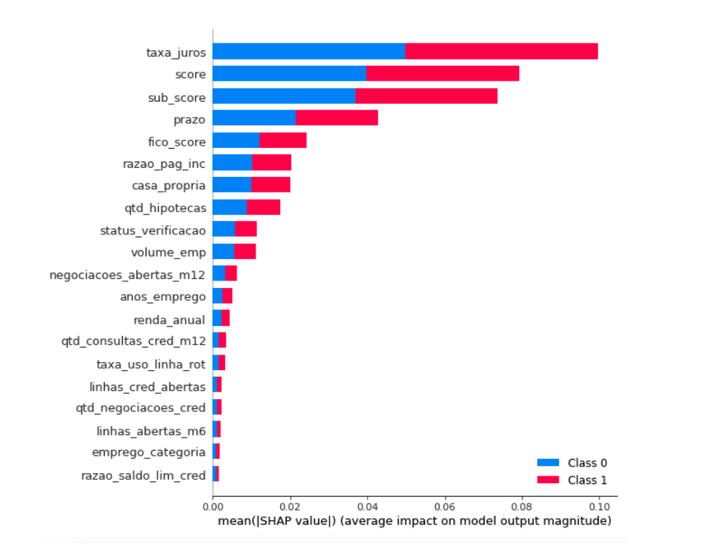 taxa_juros
score
sub_score
prazo
fico_score
razao_pag_inc
casa_propria
qtd_hipotecas
status_verificacao
volume_emp
negociacoes_abertas_m12
anos_emprego
renda_anual
qtd_consultas_cred_m12
taxa_uso_linha_rot
linhas_cred_abertas
qtd_negociacoes_cred
linhas_abertas_m6
emprego_categoria
razao_saldo_lim_cred
Class 0
Class 1
0.00 0.02 0.04 0.06 0.08 0.10
mean(|SHAP value|) (average impact on model output magnitude)